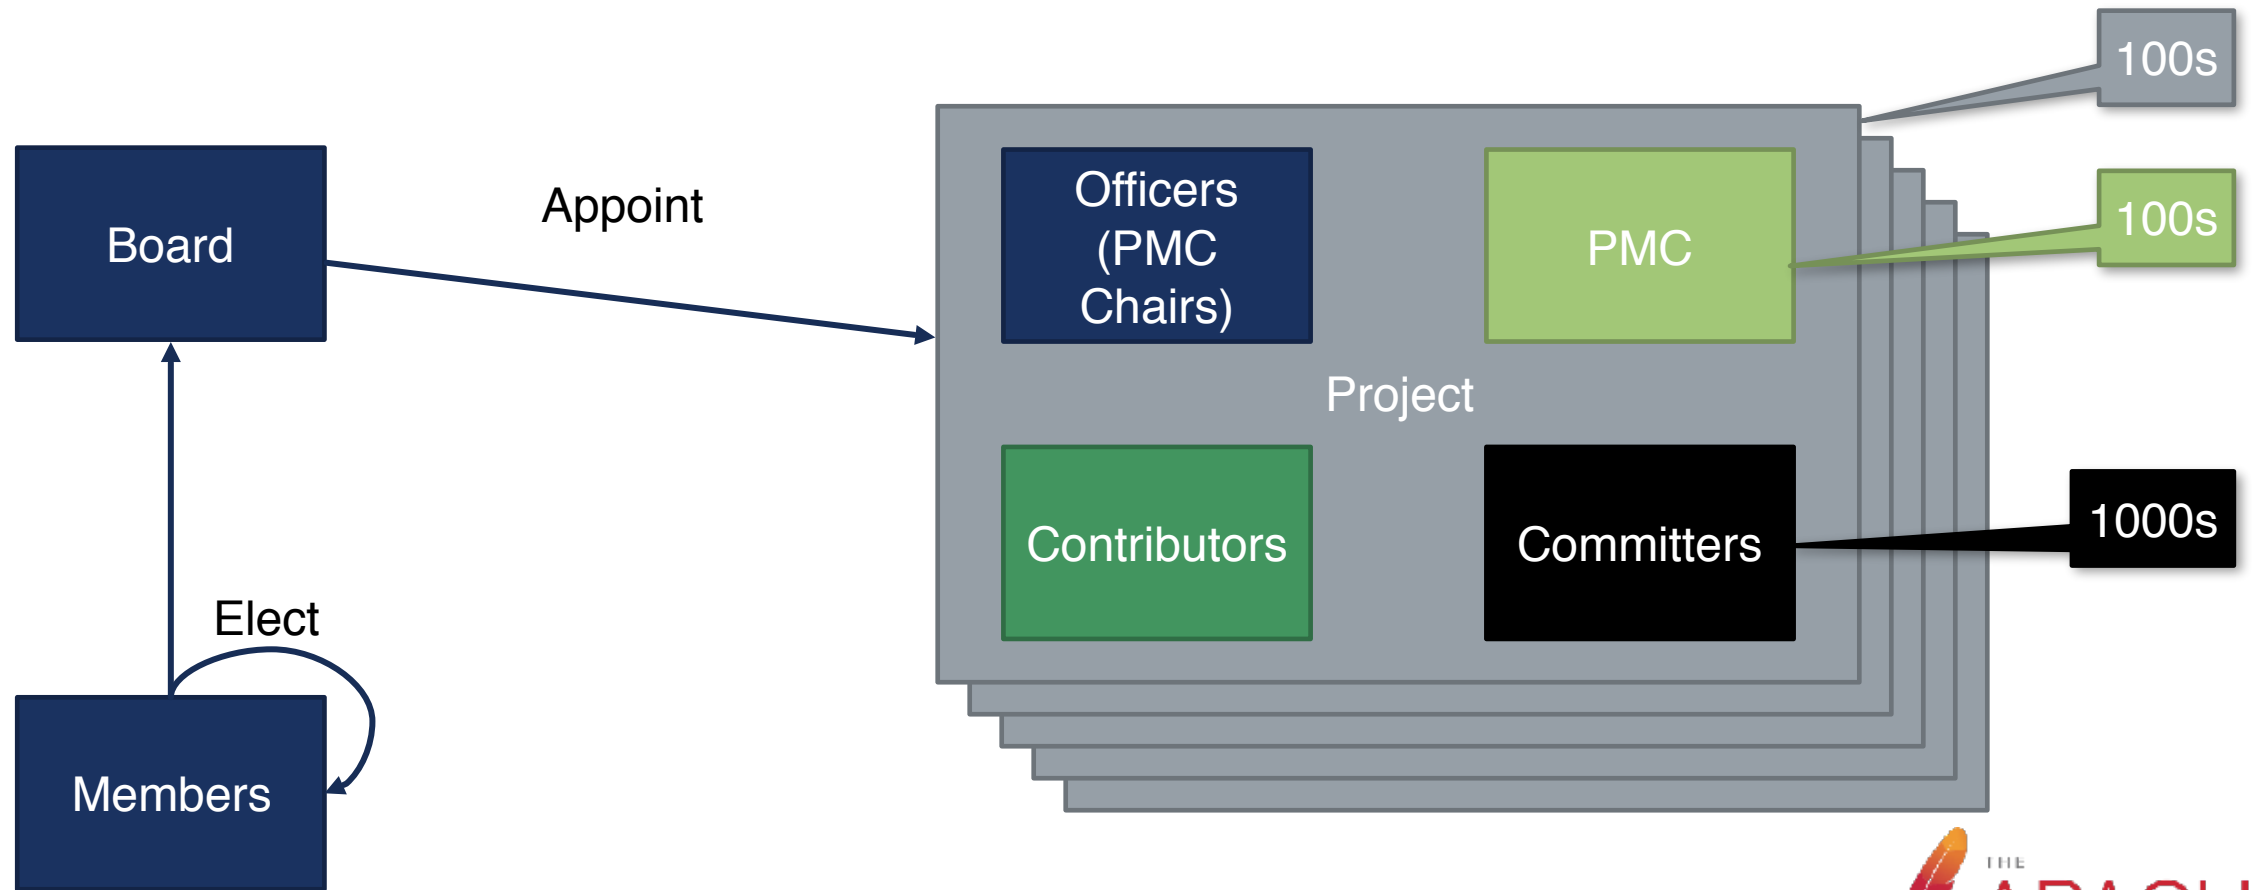 100s
Board
Appoint
Officers
(PMC
Chairs)
PMC
100s
Project
Contributors
Committers
1000s
Elect
Members
THE